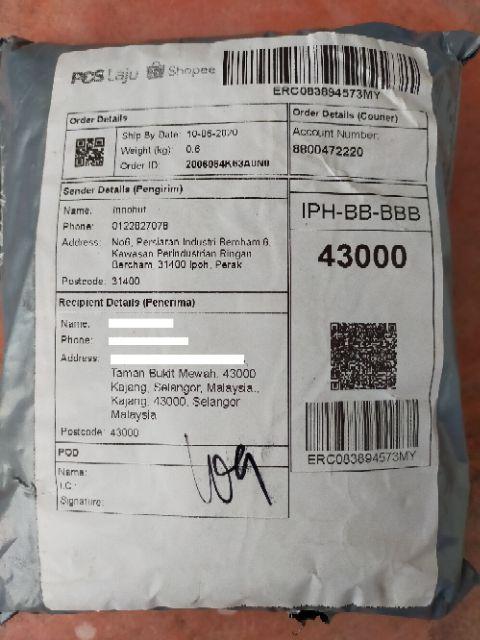 POS Laju Shopee
ERC083894573MY
Order Details
Ship By Date: 10-06-2020
Weight (kg): 0.6
Order ID: 2006084K63AUN0
Order Details (Courier)
Account Number:
8800472220
Sender Details (Pengirim)
Name: Innohut
Phone: 0122827078
Address: No6, Persiaran Industri Bercham 6,
Kawasan Perindustrian Ringan
Bercham, 31400 Ipoh, Perak
Postcode: 31400
IPH-BB-BBB
43000
Recipient Details (Penerima)
Name:
Phone:
Address:
Taman Bukit Mewah, 43000
Kajang, Selangor, Malaysia.,
Kajang, 43000, Selangor
Malaysia
Postcode: 43000
ERC083894573MY
POD
Name:
I.C.:
Signature: